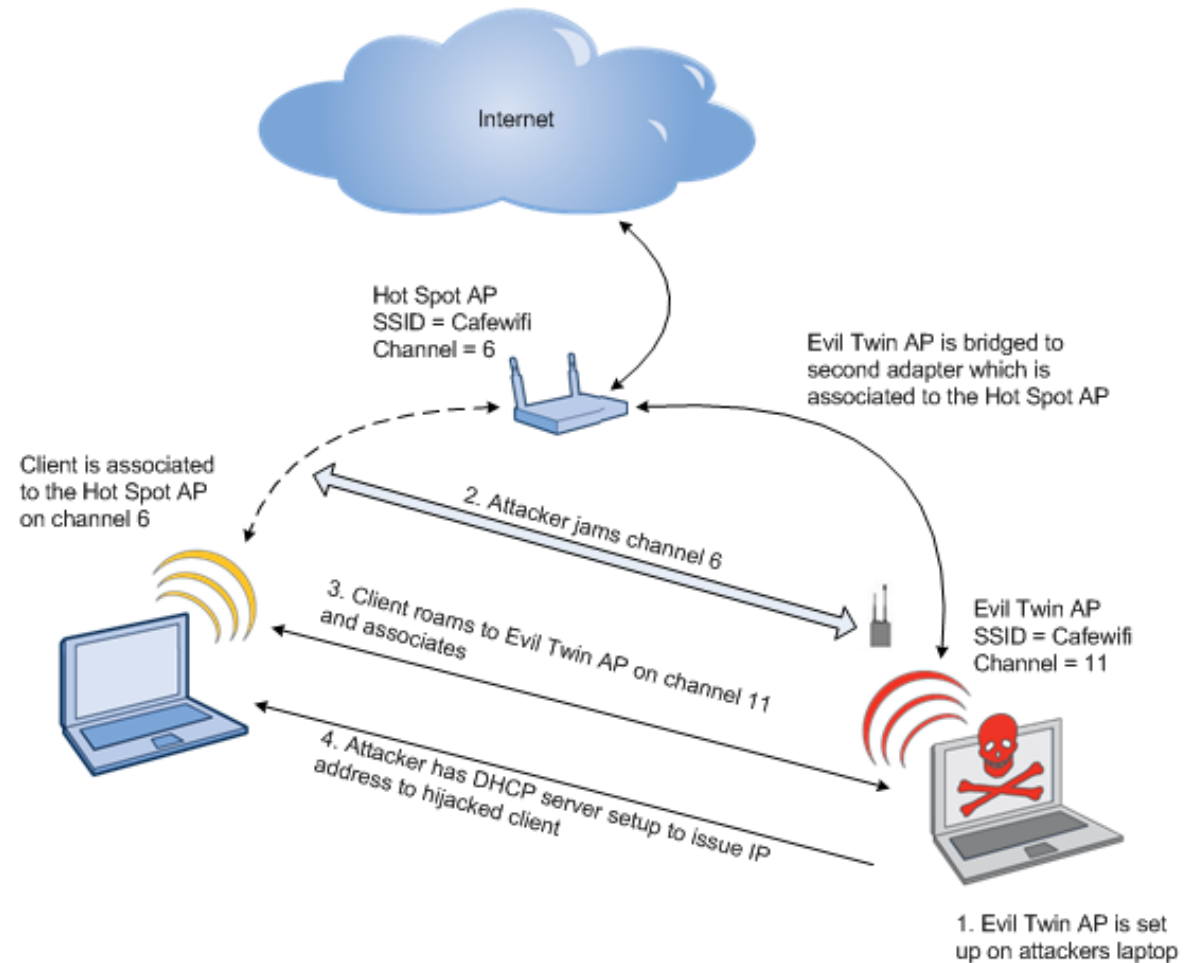 Internet
Hot Spot AP
SSID = Cafewifi
Channel = 6
Evil Twin AP is bridged to
second adapter which is
associated to the Hot Spot AP
Client is associated
to the Hot Spot AP
on channel 6
2. Attacker jams channel 6
3. Client roams to Evil Twin AP on channel 11
and associates
Evil Twin AP
SSID = Cafewifi
Channel = 11
4. Attacker has DHCP server setup to issue IP
address to hijacked client
1. Evil Twin AP is set
up on attackers laptop